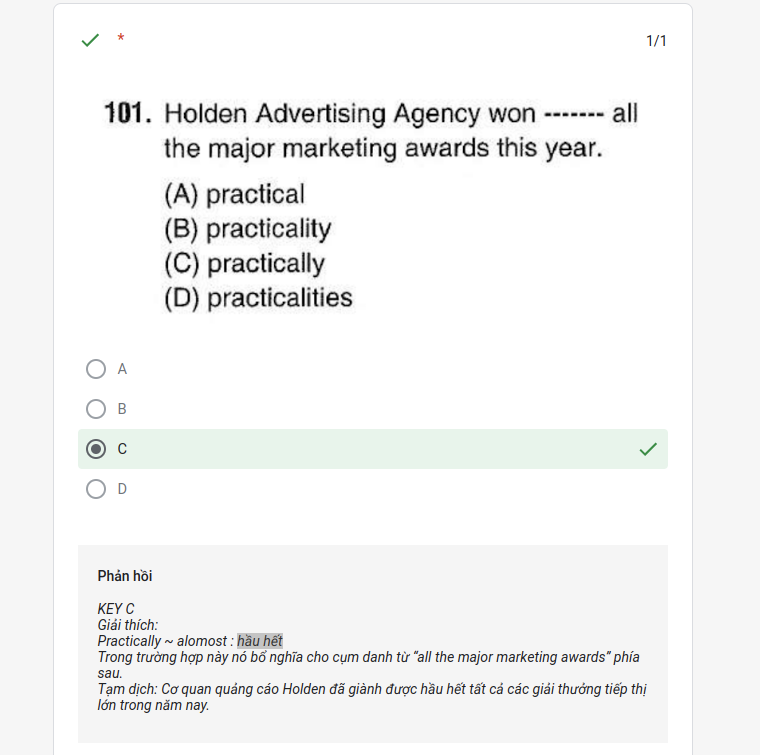 *
1/1
101. Holden Advertising Agency won ------- all
the major marketing awards this year.
(A) practical
(B) practicality
(C) practically
(D) practicalities
A
B
C
D
Phản hồi
KEY C
Giải thích:
Practically ~ alomost : hầu hết
Trong trường hợp này nó bổ nghĩa cho cụm danh từ “all the major marketing awards” phía
sau.
Tạm dịch: Cơ quan quảng cáo Holden đã giành được hầu hết tất cả các giải thưởng tiếp thị
lớn trong năm nay.